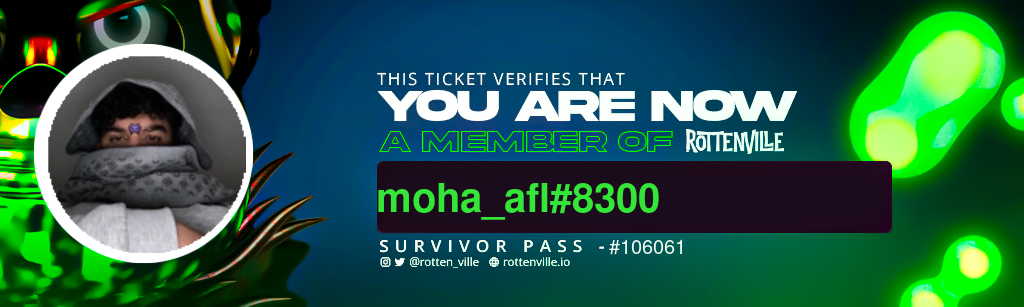 THIS TICKET VERIFIES THAT
YOU ARE NOW
A MEMBER OF ROTTENVILLE
moha_afl#8300
SURVIVOR PASS - #106061
@rotten_ville rottenville.io